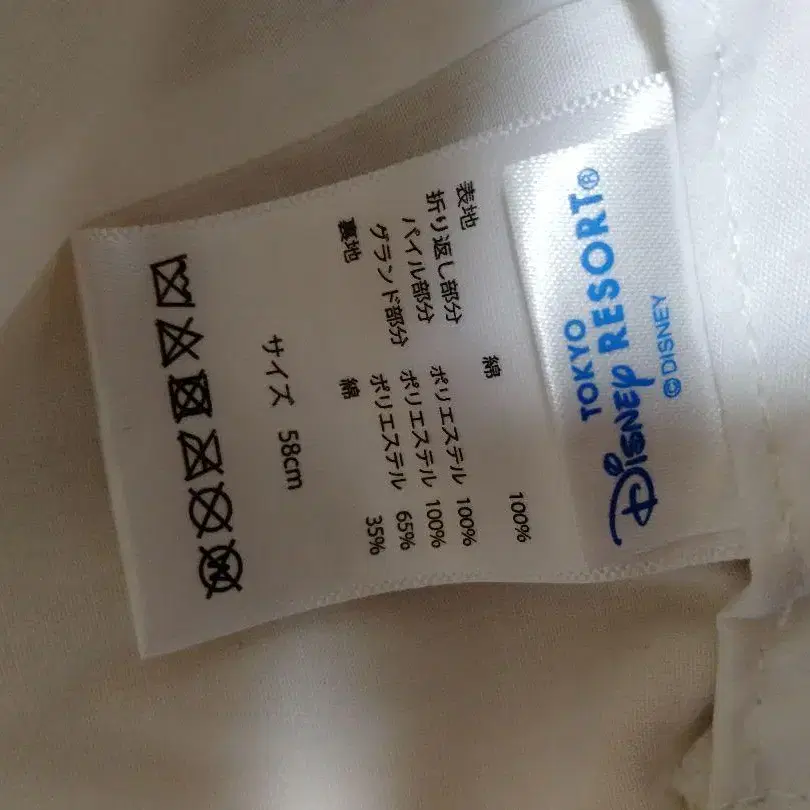 TOKYO
DISNEY RESORT®
©DISNEY
表地 綿 100%
折り返し部分
パイル部分 ポリエステル 100%
グランド部分 ポリエステル 100%
裏地 ポリエステル 65%
綿 35%
サイズ 58cm